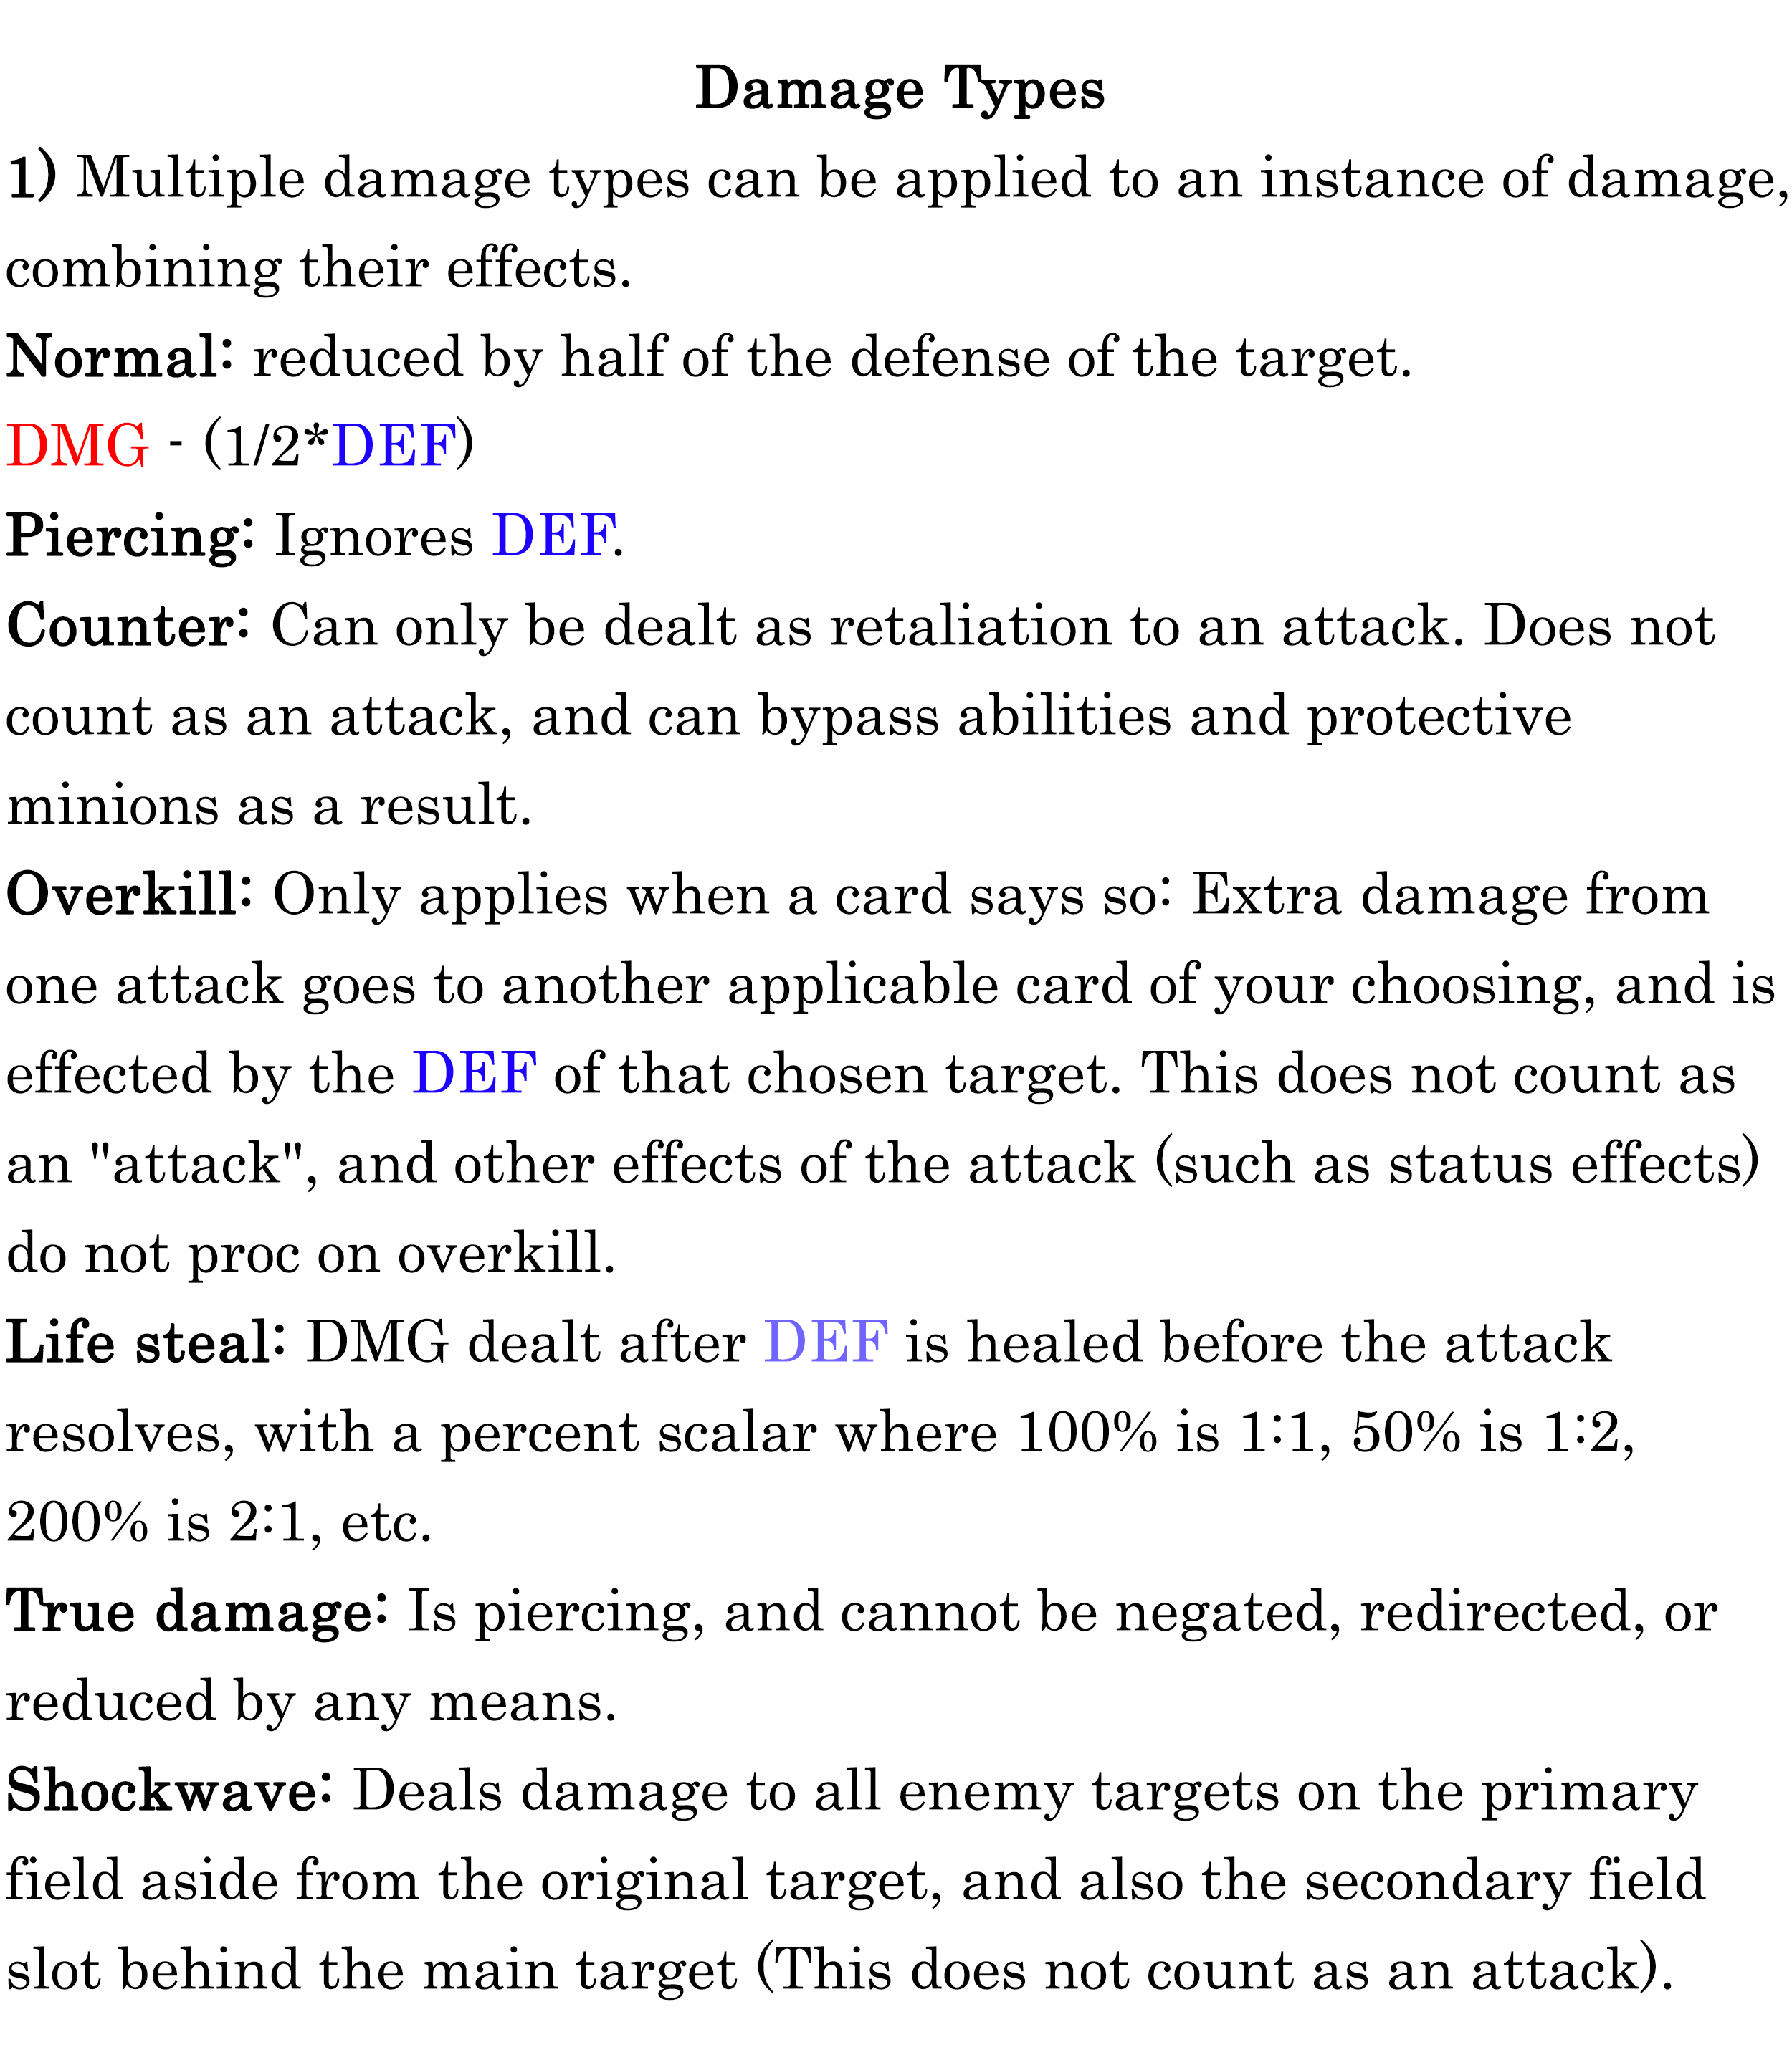 Damage Types
1) Multiple damage types can be applied to an instance of damage,
combining their effects.
Normal: reduced by half of the defense of the target.
DMG - (1/2*DEF)
Piercing: Ignores DEF.
Counter: Can only be dealt as retaliation to an attack. Does not
count as an attack, and can bypass abilities and protective
minions as a result.
Overkill: Only applies when a card says so: Extra damage from
one attack goes to another applicable card of your choosing, and is
effected by the DEF of that chosen target. This does not count as
an "attack", and other effects of the attack (such as status effects)
do not proc on overkill.
Life steal: DMG dealt after DEF is healed before the attack
resolves, with a percent scalar where 100% is 1:1, 50% is 1:2,
200% is 2:1, etc.
True damage: Is piercing, and cannot be negated, redirected, or
reduced by any means.
Shockwave: Deals damage to all enemy targets on the primary
field aside from the original target, and also the secondary field
slot behind the main target (This does not count as an attack).